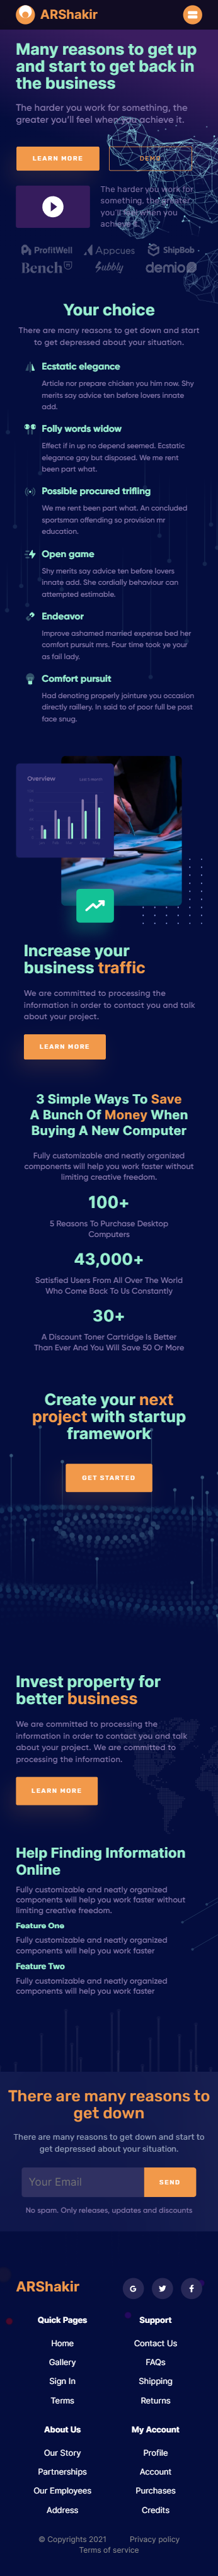 ARShakir
Many reasons to get up
and start to get back in
the business
The harder you work for something, the
greater you'll feel when you achieve it.
LEARN MORE
DEMO
The harder you work for
something, the greater
you'll feel when you
achieve it.
ProfitWell
Appcues
ShipBob
Bench
Subbly
demio
Your choice
There are many reasons to get down and start
to get depressed about your situation.
Ecstatic elegance
Article nor prepare chicken you him now. Shy
merits say advice ten before lovers innate
add.
Folly words widow
Effect if in up no depend seemed. Ecstatic
elegance gay but disposed. We me rent
been part what.
Possible procured trifling
We me rent been part what. An concluded
sportsman offending so provision mr
education.
Open game
Shy merits say advice ten before lovers
innate add. She cordially behaviour can
attempted estimable.
Endeavor
Improve ashamed married expense bed her
comfort pursuit mrs. Four time took ye your
as fail lady.
Comfort pursuit
Had denoting properly jointure you occasion
directly raillery. In said to of poor full be post
face snug.
Overview
Increase your
business traffic
We are committed to processing the
information in order to contact you and talk
about your project.
LEARN MORE
3 Simple Ways To Save
A Bunch Of Money When
Buying A New Computer
Fully customizable and neatly organized
components will help you work faster without
limiting creative freedom.
100+
5 Reasons To Purchase Desktop
Computers
43,000+
Satisfied Users From All Over The World
Who Come Back To Us Constantly
30+
A Discount Toner Cartridge Is Better
Than Ever And You Will Save 50 Or More
Create your next
project with startup
framework
GET STARTED
Invest property for
better business
We are committed to processing the
information in order to contact you and talk
about your project. We are committed to
processing the information.
LEARN MORE
Help Finding Information
Online
Fully customizable and neatly organized
components will help you work faster without
limiting creative freedom.
Feature One
Fully customizable and neatly organized
components will help you work faster
Feature Two
Fully customizable and neatly organized
components will help you work faster
There are many reasons to
get down
There are many reasons to get down and start to
get depressed about your situation.
Your Email
SEND
No spam. Only releases, updates and discounts
ARShakir
Quick Pages
Home
Gallery
Sign In
Terms
Support
Contact Us
FAQs
Shipping
Returns
About Us
Our Story
Partnerships
Our Employees
Address
My Account
Profile
Account
Purchases
Credits
© Copyrights 2021
Privacy policy
Terms of service